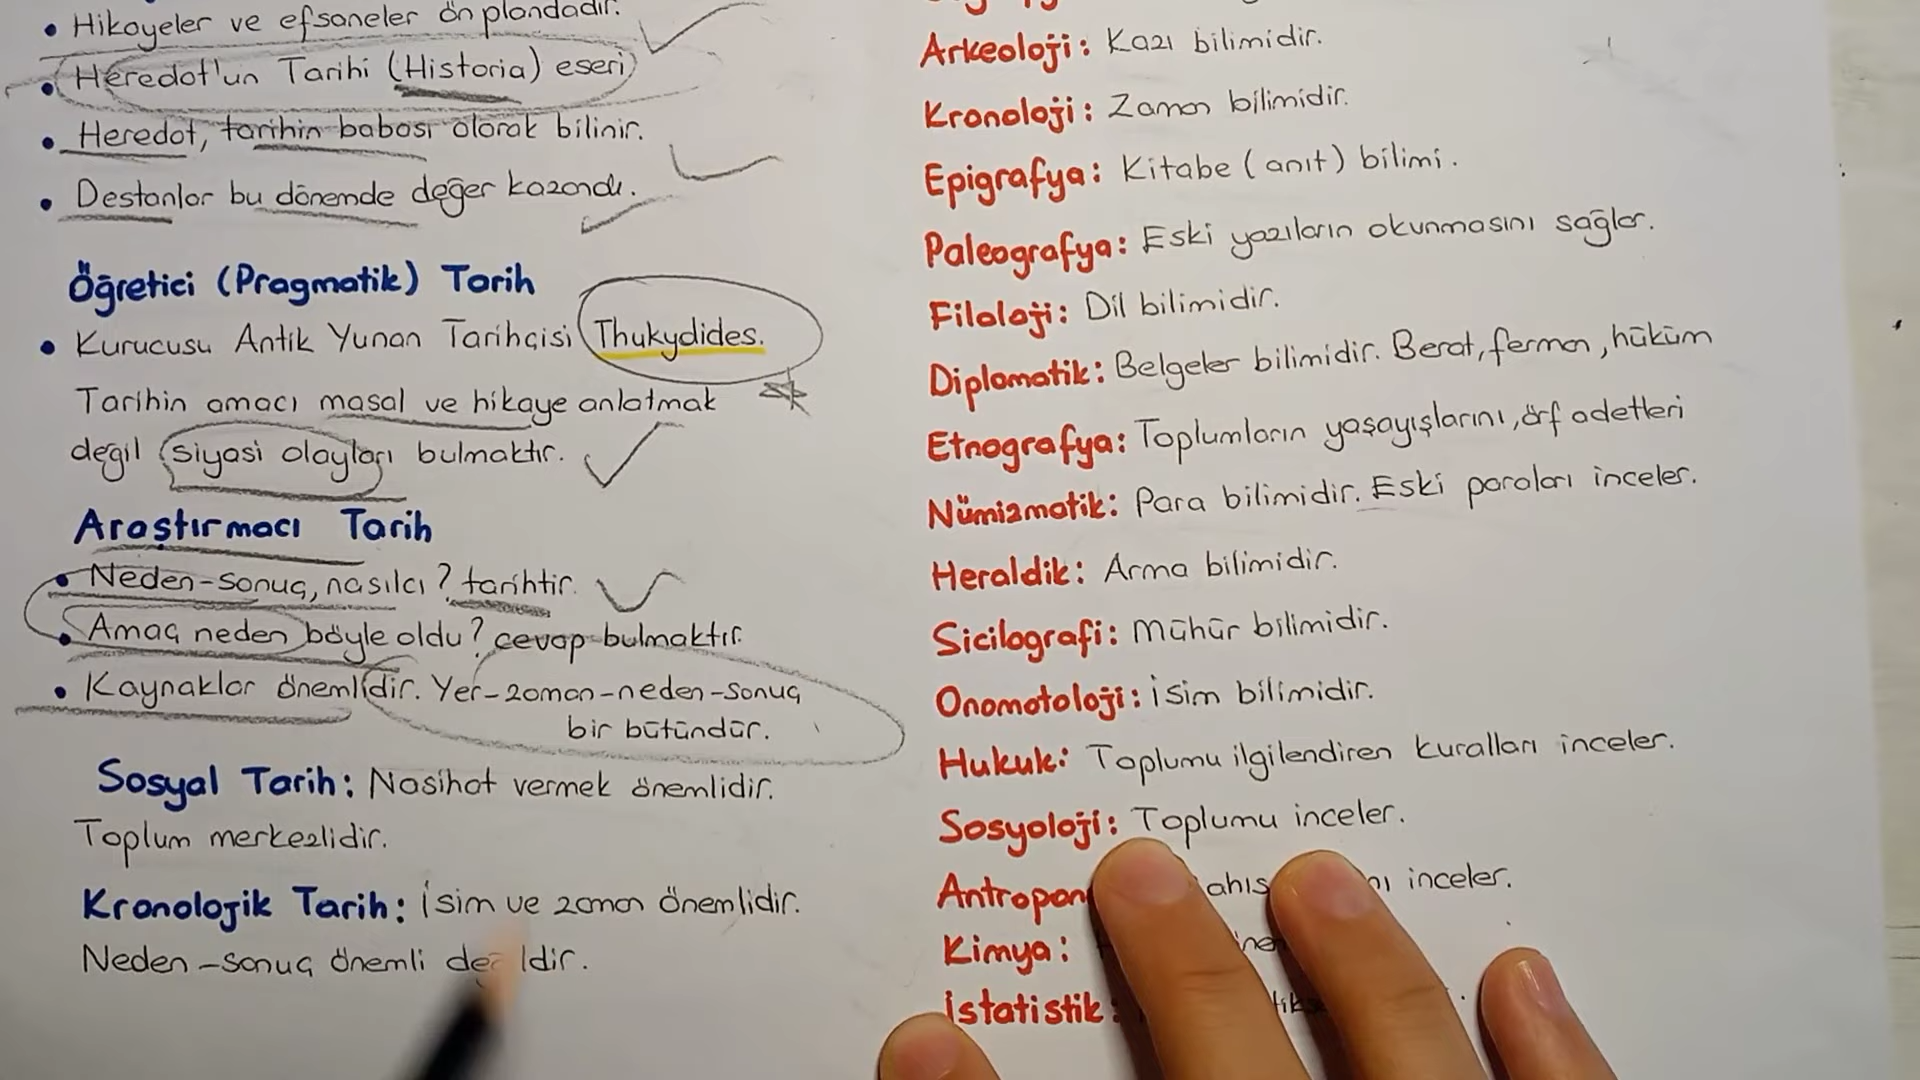 Hikayeler ve efsaneler ön plandadır.
Heredot'un Tarihi (Historia) eseri
Heredot, tarihin babası olarak bilinir.
Destanlar bu dönemde değer kazandı.
Öğretici (Pragmatik) Tarih
Kurucusu Antik Yunan Tarihçisi Thukydides.
Tarihin amacı masal ve hikaye anlatmak
değil siyasi olayları bulmaktır.
Araştırmacı Tarih
Neden-sonuç, nasılcı? tarihtir.
Amaç neden böyle oldu? cevap bulmaktır.
Kaynaklar önemlidir. Yer-zaman-neden-sonuç
bir bütündür.
Sosyal Tarih: Nasihat vermek önemlidir.
Toplum merkezlidir.
Kronolojik Tarih: İsim ve zaman önemlidir.
Neden-sonuç önemli değildir.
Arkeoloji: Kazı bilimidir.
Kronoloji: Zaman bilimidir.
Epigrafya: Kitabe (anıt) bilimi.
Paleografya: Eski yazıların okunmasını sağlar.
Filoloji: Dil bilimidir.
Diplomatik: Belgeler bilimidir. Berat, ferman, hüküm
Etnografya: Toplumların yaşayışlarını, örf adetleri
Nümizmatik: Para bilimidir. Eski paraları inceler.
Heraldik: Arma bilimidir.
Sicilografi: Mühür bilimidir.
Onomotoloji: İsim bilimidir.
Hukuk: Toplumu ilgilendiren kuralları inceler.
Sosyoloji: Toplumu inceler.
inceler.
Kimya:
İstatistik: